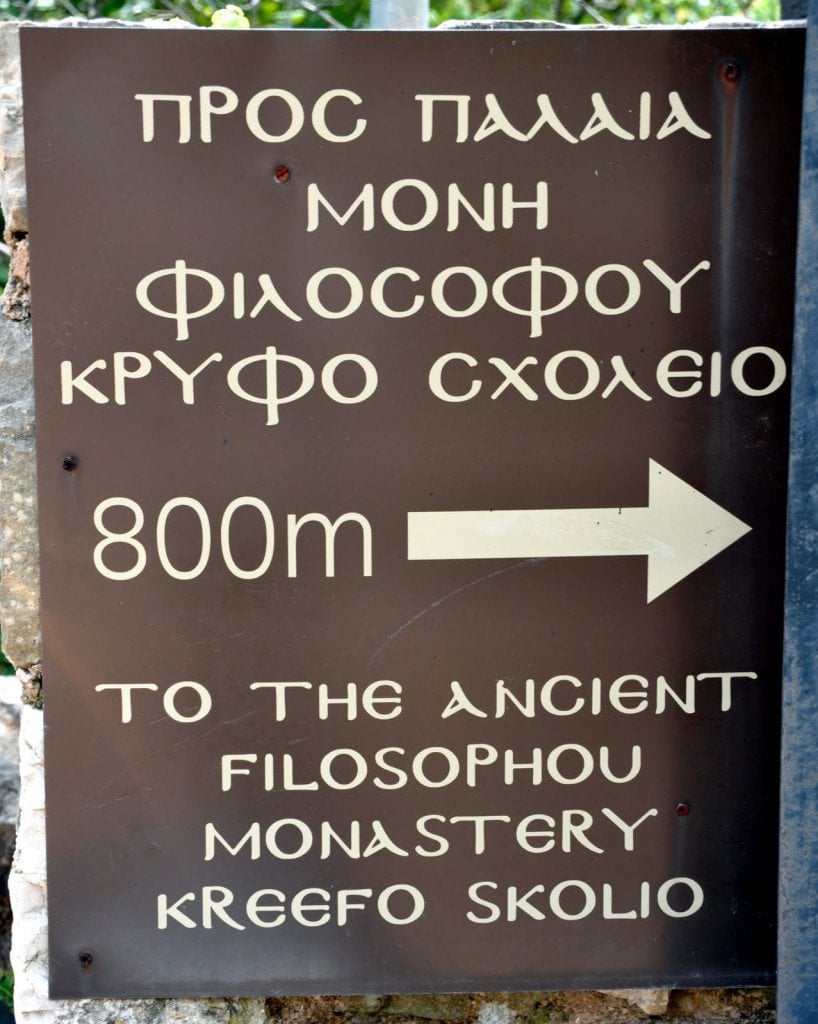 ΠΡΟΣ ΠΑΛΑΙΑ
ΜΟΝΗ
ΦΙΛΟΣΟΦΟΥ
ΚΡΥΦΟ ΣΧΟΛΕΙΟ
800m
TO THE ANCIENT
FILOSOPHOU
MONASTERY
KREEFO SKOLIO